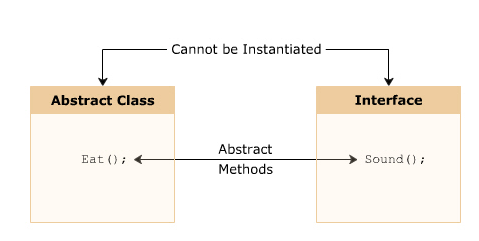 Cannot be Instantiated
Abstract Class
Interface
Eat();
Abstract
Methods
Sound();